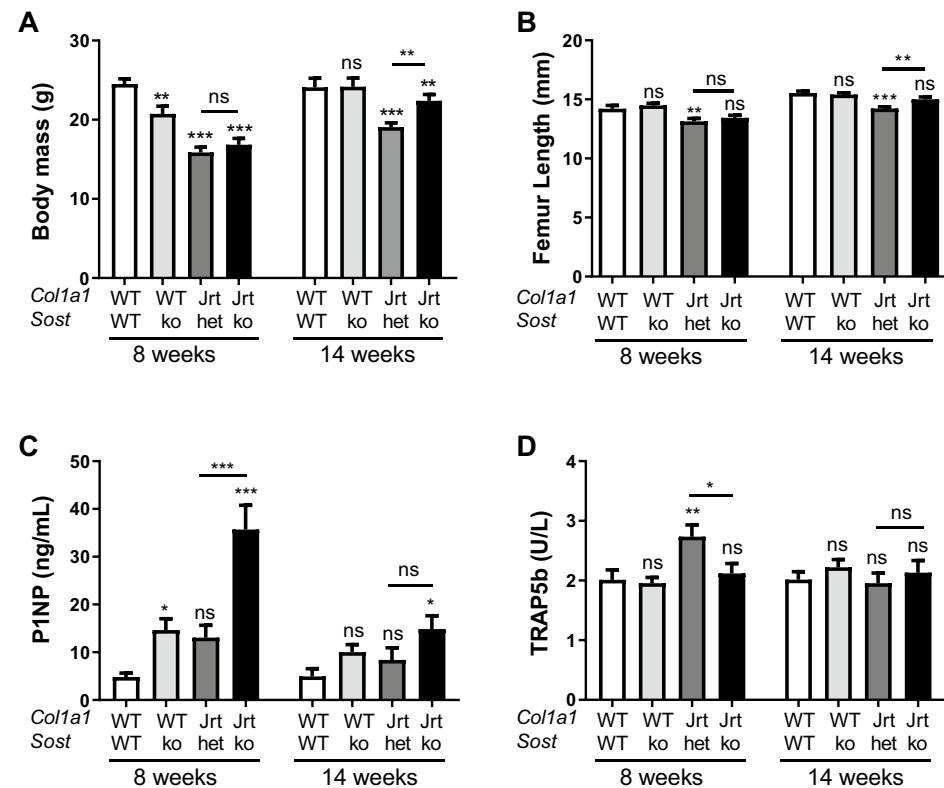 A
Body mass (g)
30
20
10
0
** *** ns *** ns *** ** **
Col1a1 WT WT Jrt Jrt WT WT Jrt Jrt
Sost WT ko het ko WT ko het ko
8 weeks 14 weeks
B
Femur Length (mm)
20
15
10
5
0
ns ** ns ns ns *** ** ns
Col1a1 WT WT Jrt Jrt WT WT Jrt Jrt
Sost WT ko het ko WT ko het ko
8 weeks 14 weeks
C
P1NP (ng/mL)
50
40
30
20
10
0
* ns *** *** ns ns ns *
Col1a1 WT WT Jrt Jrt WT WT Jrt Jrt
Sost WT ko het ko WT ko het ko
8 weeks 14 weeks
D
TRAP5b (U/L)
4
3
2
1
0
ns ** * ns ns ns ns ns
Col1a1 WT WT Jrt Jrt WT WT Jrt Jrt
Sost WT ko het ko WT ko het ko
8 weeks 14 weeks